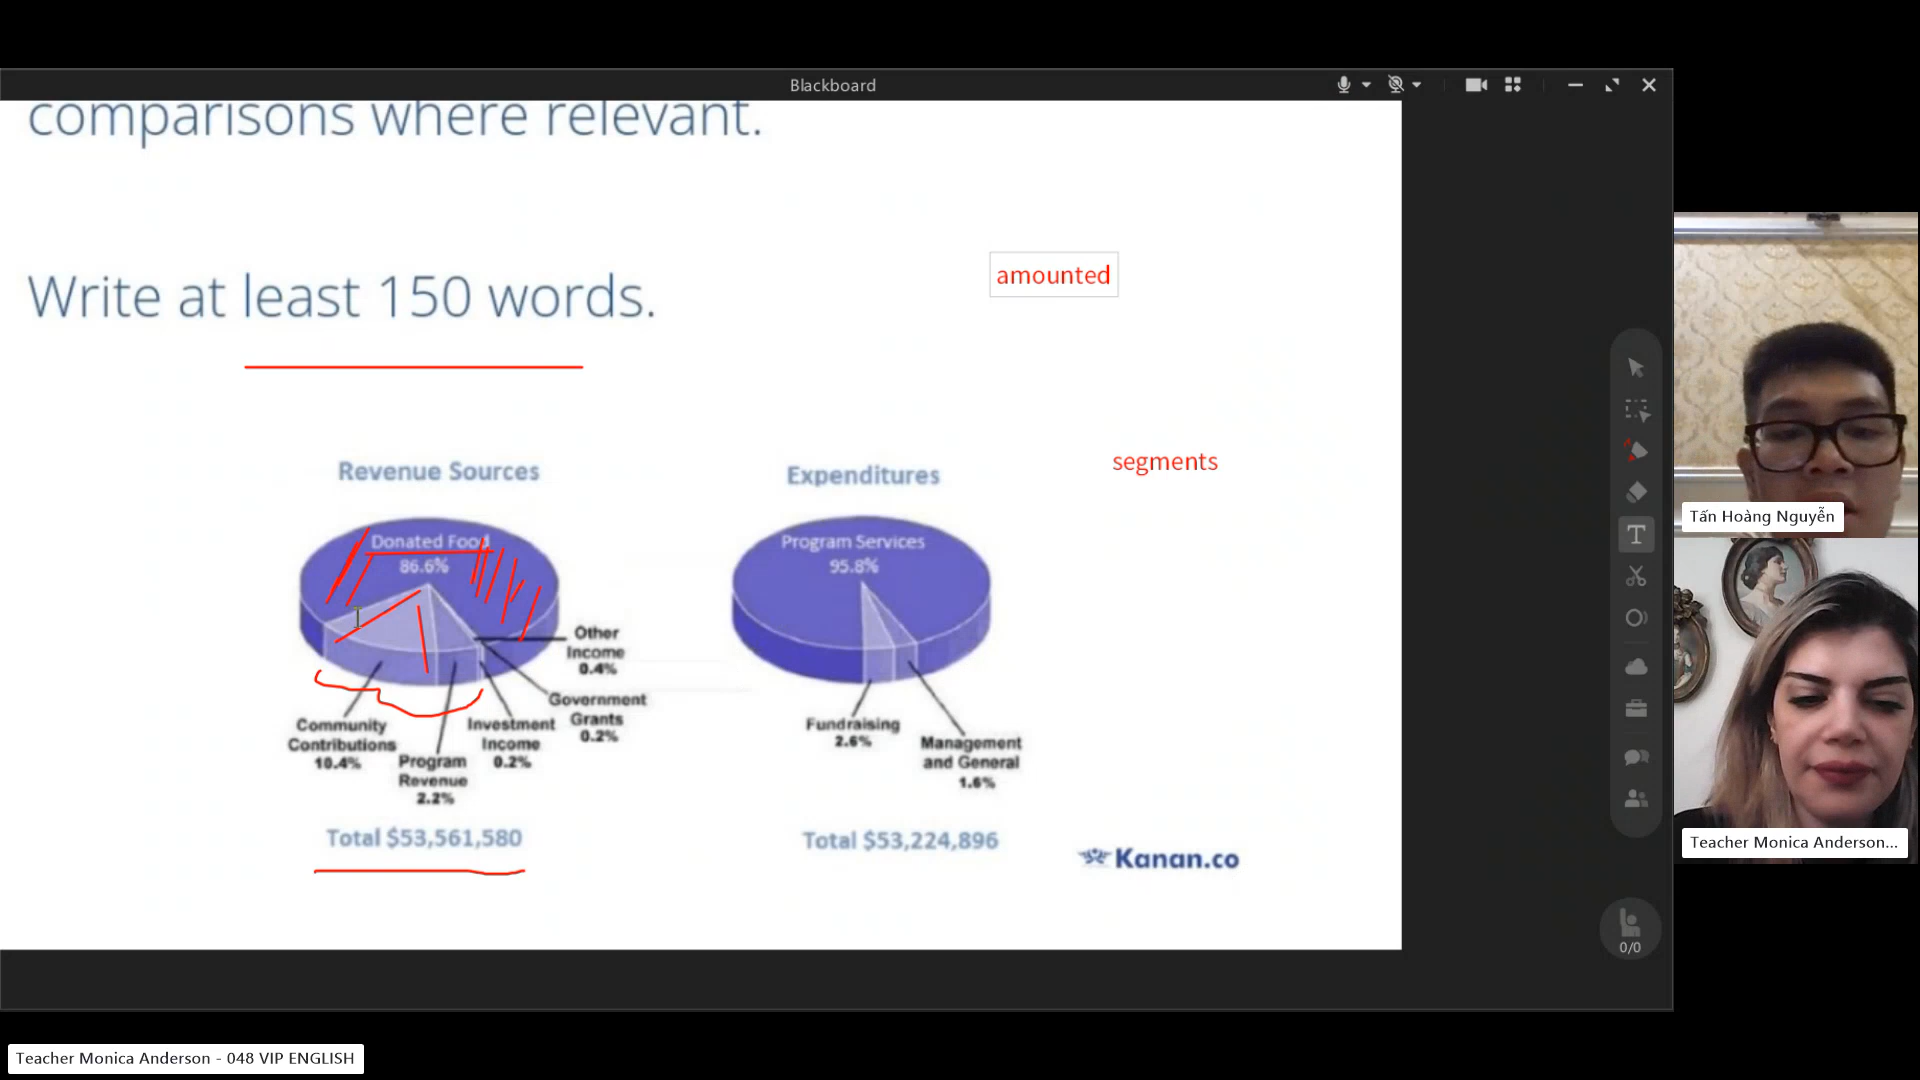 Blackboard
comparisons where relevant.
Write at least 150 words.
amounted
segments
Revenue Sources
Donated Food
86.6%
Other
Income
0.4%
Government
Grants
0.2%
Investment
Income
0.2%
Program
Revenue
2.2%
Community
Contributions
10.4%
Total $53,561,580
Expenditures
Program Services
95.8%
Fundraising
2.6%
Management
and General
1.6%
Total $53,224,896
Kanan.co
T
0/0
Tấn Hoàng Nguyễn
Teacher Monica Anderson...
Teacher Monica Anderson - 048 VIP ENGLISH